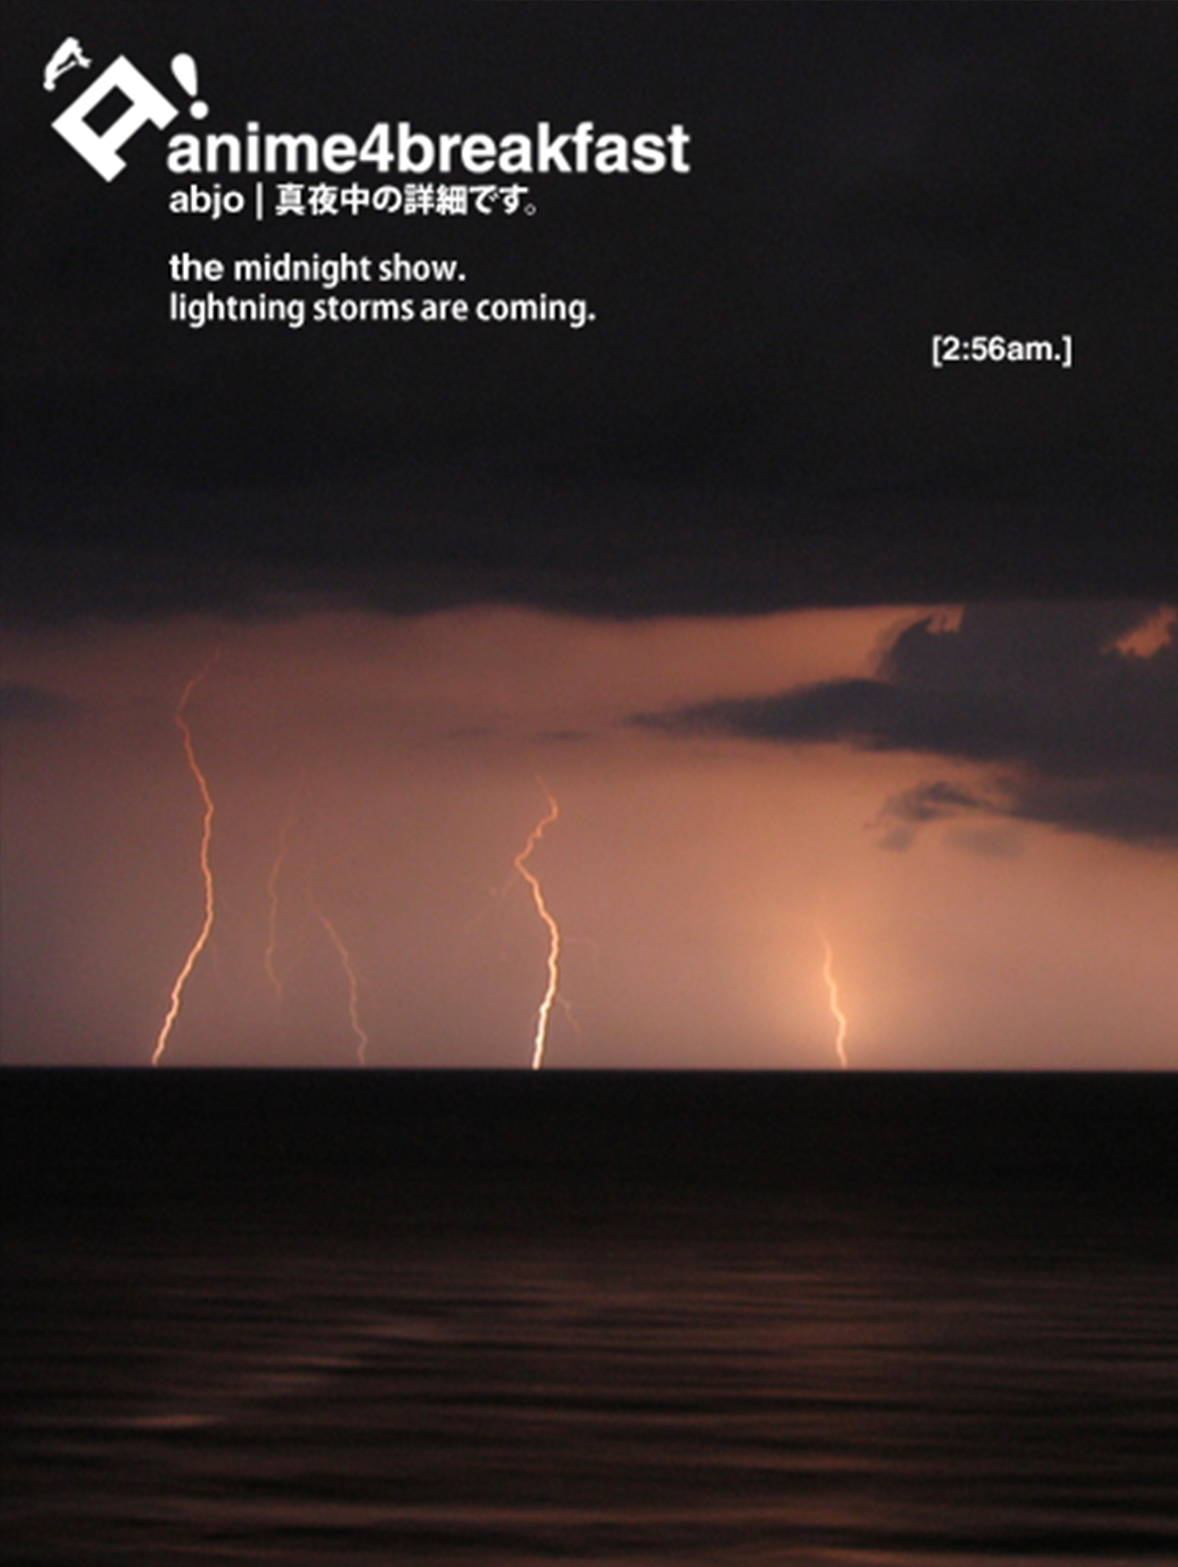 a!
anime4breakfast
abjo | 真夜中の詳細です。
the midnight show.
lightning storms are coming.
[2:56am.]